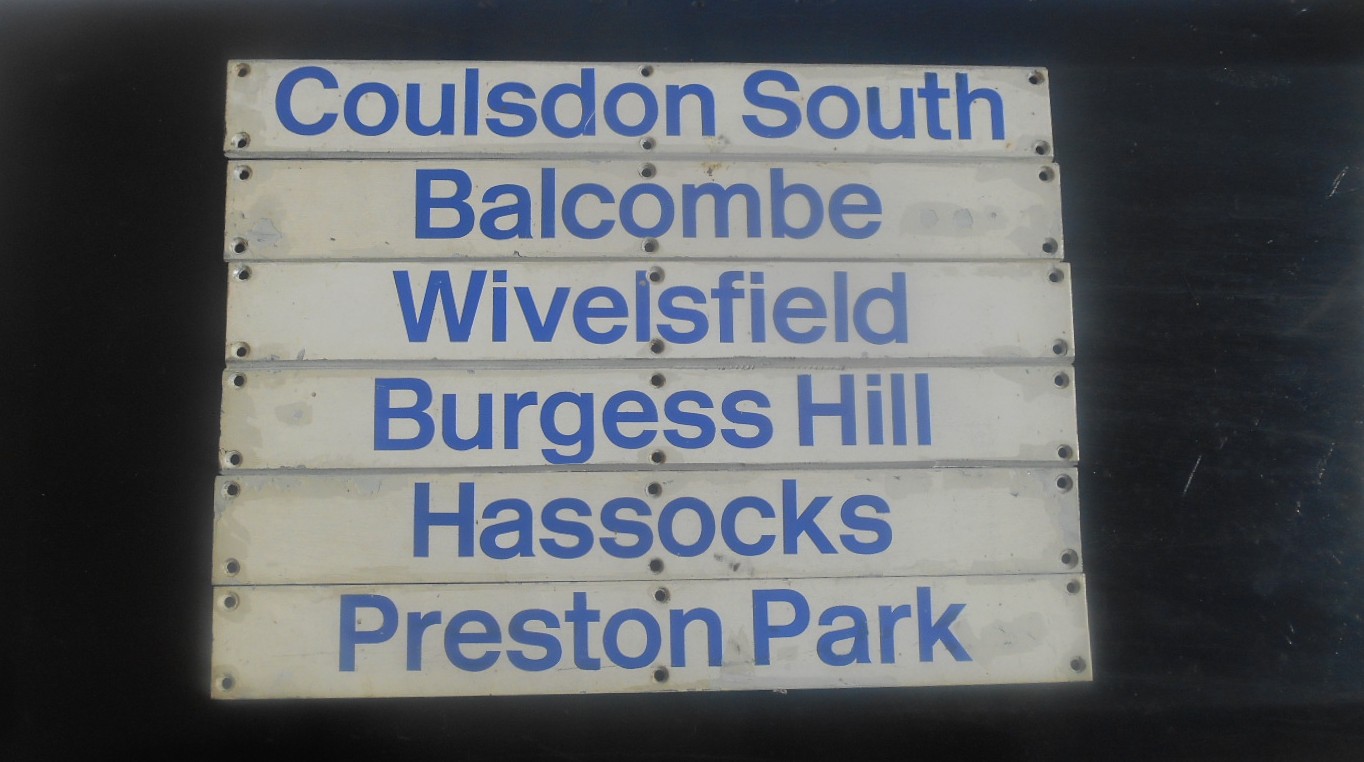 Coulsdon South
Balcombe
Wivelsfield
Burgess Hill
Hassocks
Preston Park